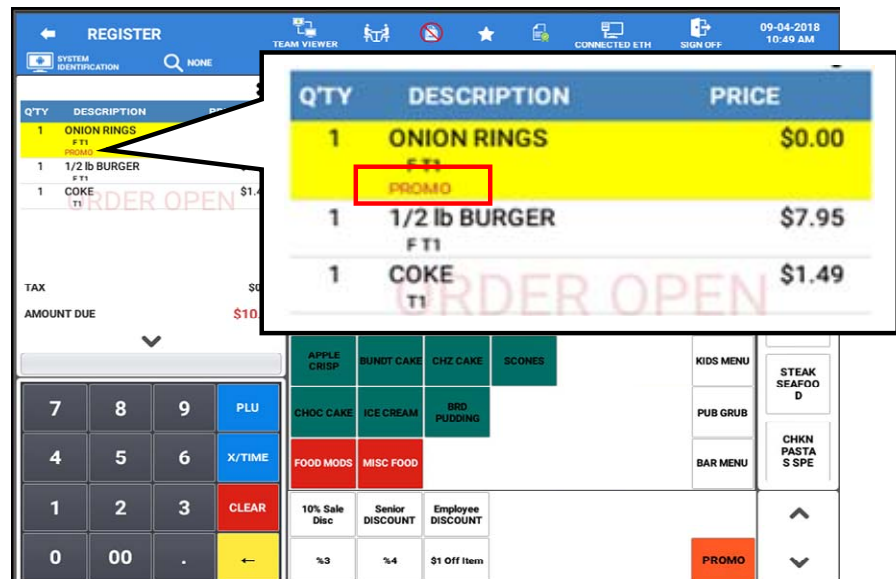 REGISTER
TEAM VIEWER
CONNECTED ETH
SIGN OFF
09-04-2018
10:49 AM
SYSTEM
IDENTIFICATION
NONE
Q'TY DESCRIPTION
1 ONION RINGS
F T1
PROMO
1 1/2 lb BURGER
F T1
1 COKE $1.4
T1
ORDER OPEN
TAX $0
AMOUNT DUE $10.
Q'TY DESCRIPTION PRICE
1 ONION RINGS $0.00
F T1
PROMO
1 1/2 lb BURGER $7.95
F T1
1 COKE $1.49
T1
ORDER OPEN
APPLE
CRISP
BUNDT CAKE
CHZ CAKE
SCONES
KIDS MENU
STEAK
SEAFOO
D
CHOC CAKE
ICE CREAM
BRD
PUDDING
PUB GRUB
FOOD MODS
MISC FOOD
BAR MENU
CHKN
PASTA
S SPE
7 8 9 PLU
4 5 6 X/TIME
1 2 3 CLEAR
0 00 . ←
10% Sale
Disc
Senior
DISCOUNT
Employee
DISCOUNT
%3
%4
$1 Off Item
PROMO